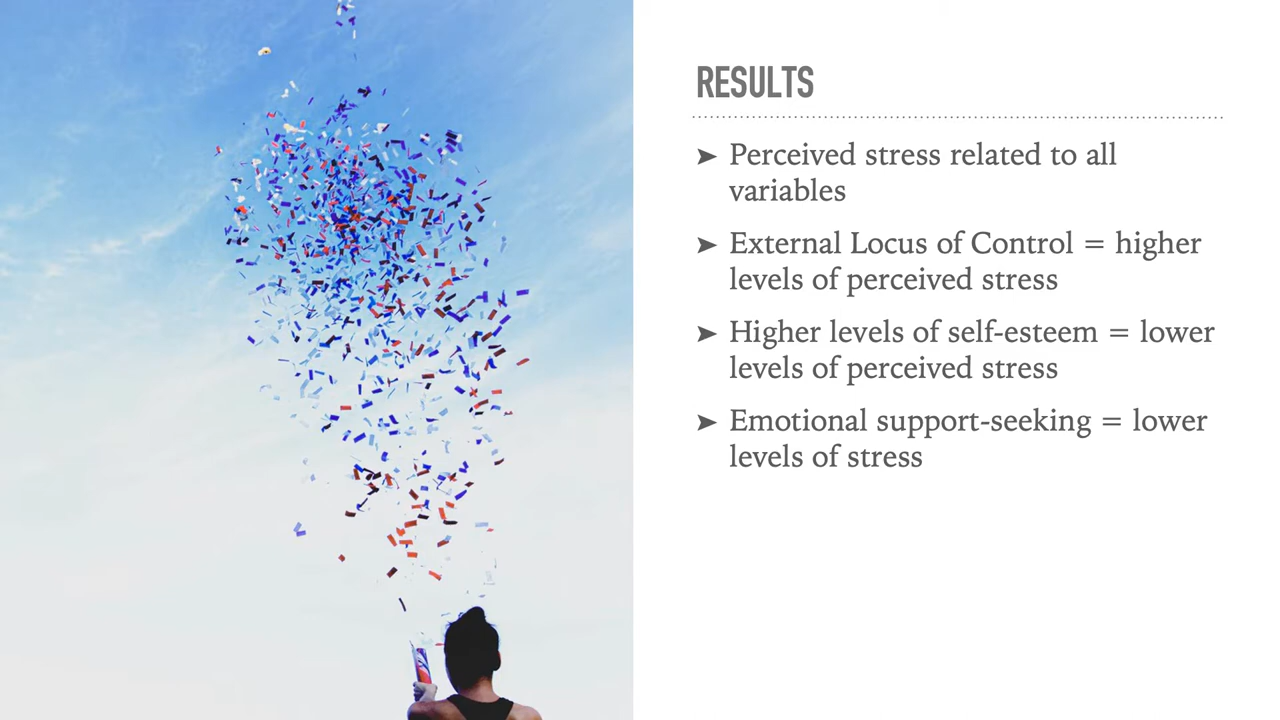 RESULTS
➤ Perceived stress related to all
variables
➤ External Locus of Control = higher
levels of perceived stress
➤ Higher levels of self-esteem = lower
levels of perceived stress
➤ Emotional support-seeking = lower
levels of stress